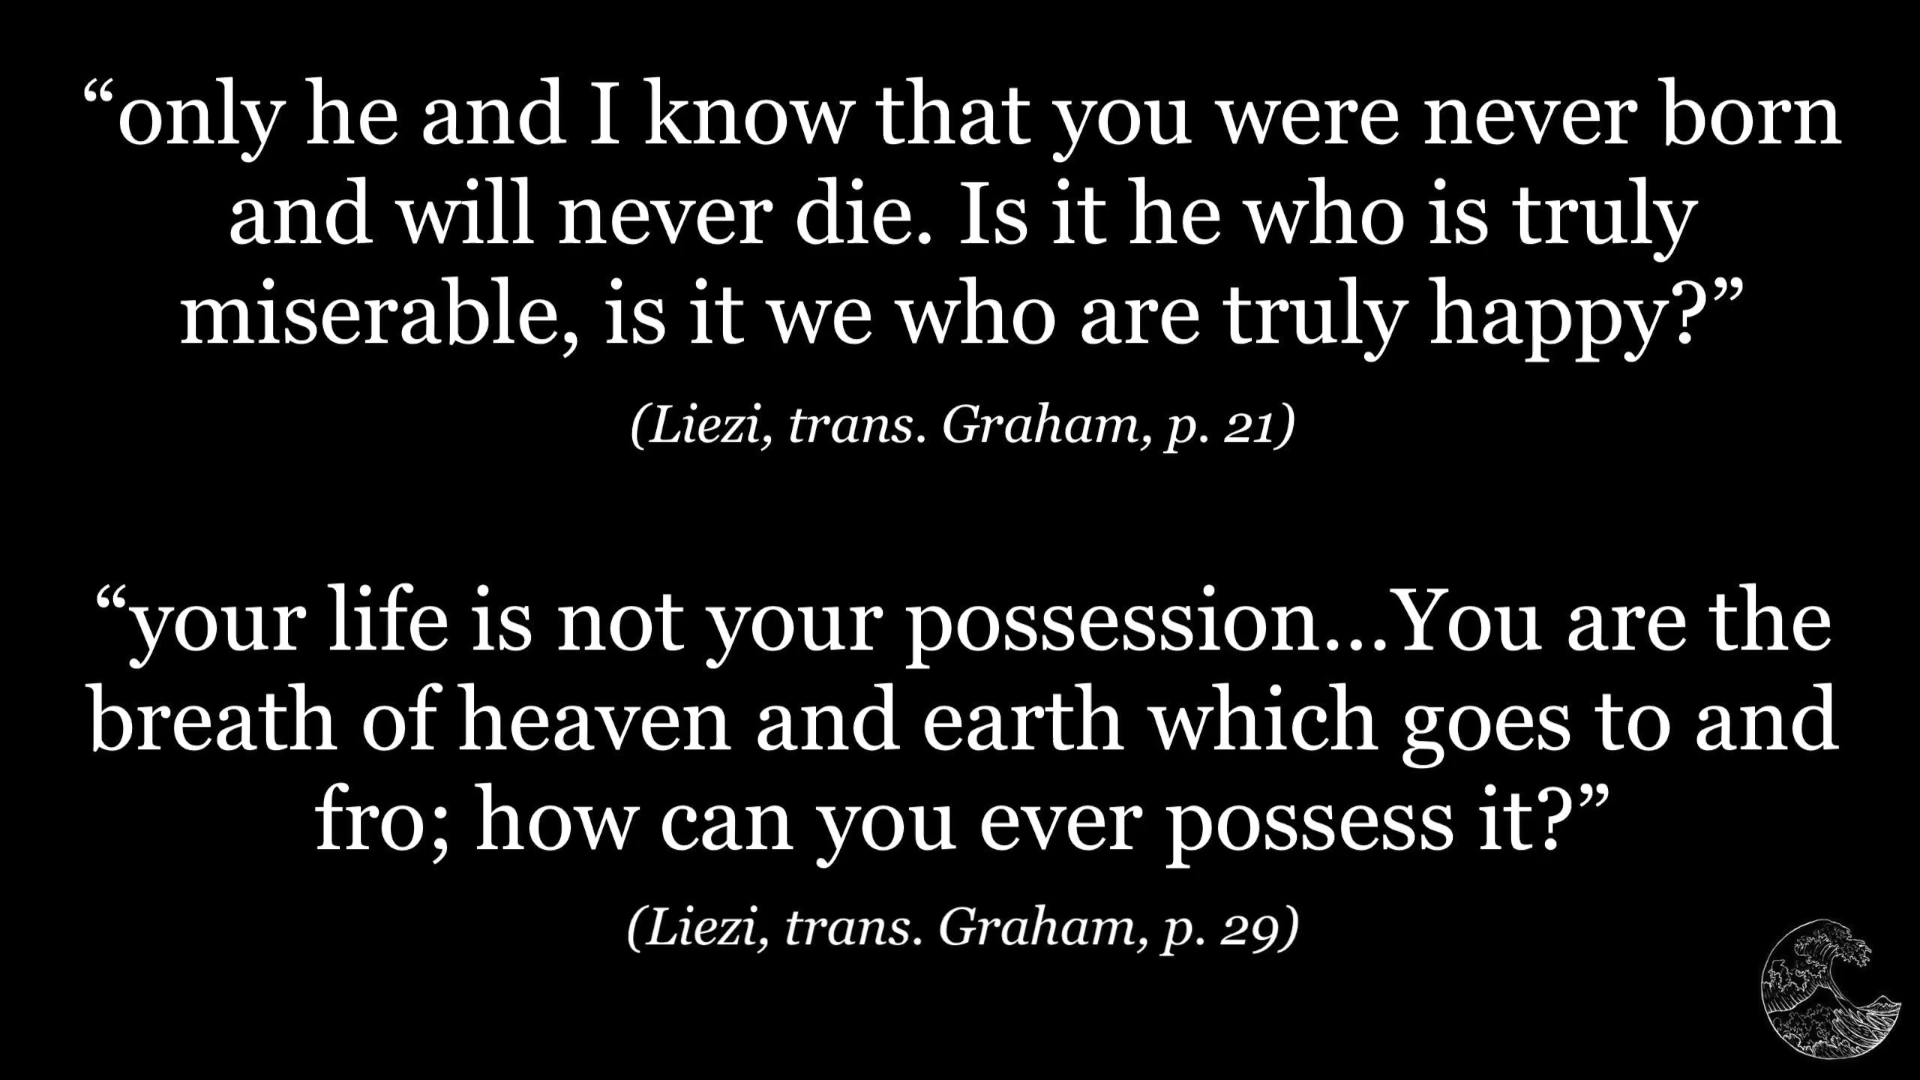 “only he and I know that you were never born
and will never die. Is it he who is truly
miserable, is it we who are truly happy?”
(Liezi, trans. Graham, p. 21)
“your life is not your possession...You are the
breath of heaven and earth which goes to and
fro; how can you ever possess it?”
(Liezi, trans. Graham, p. 29)